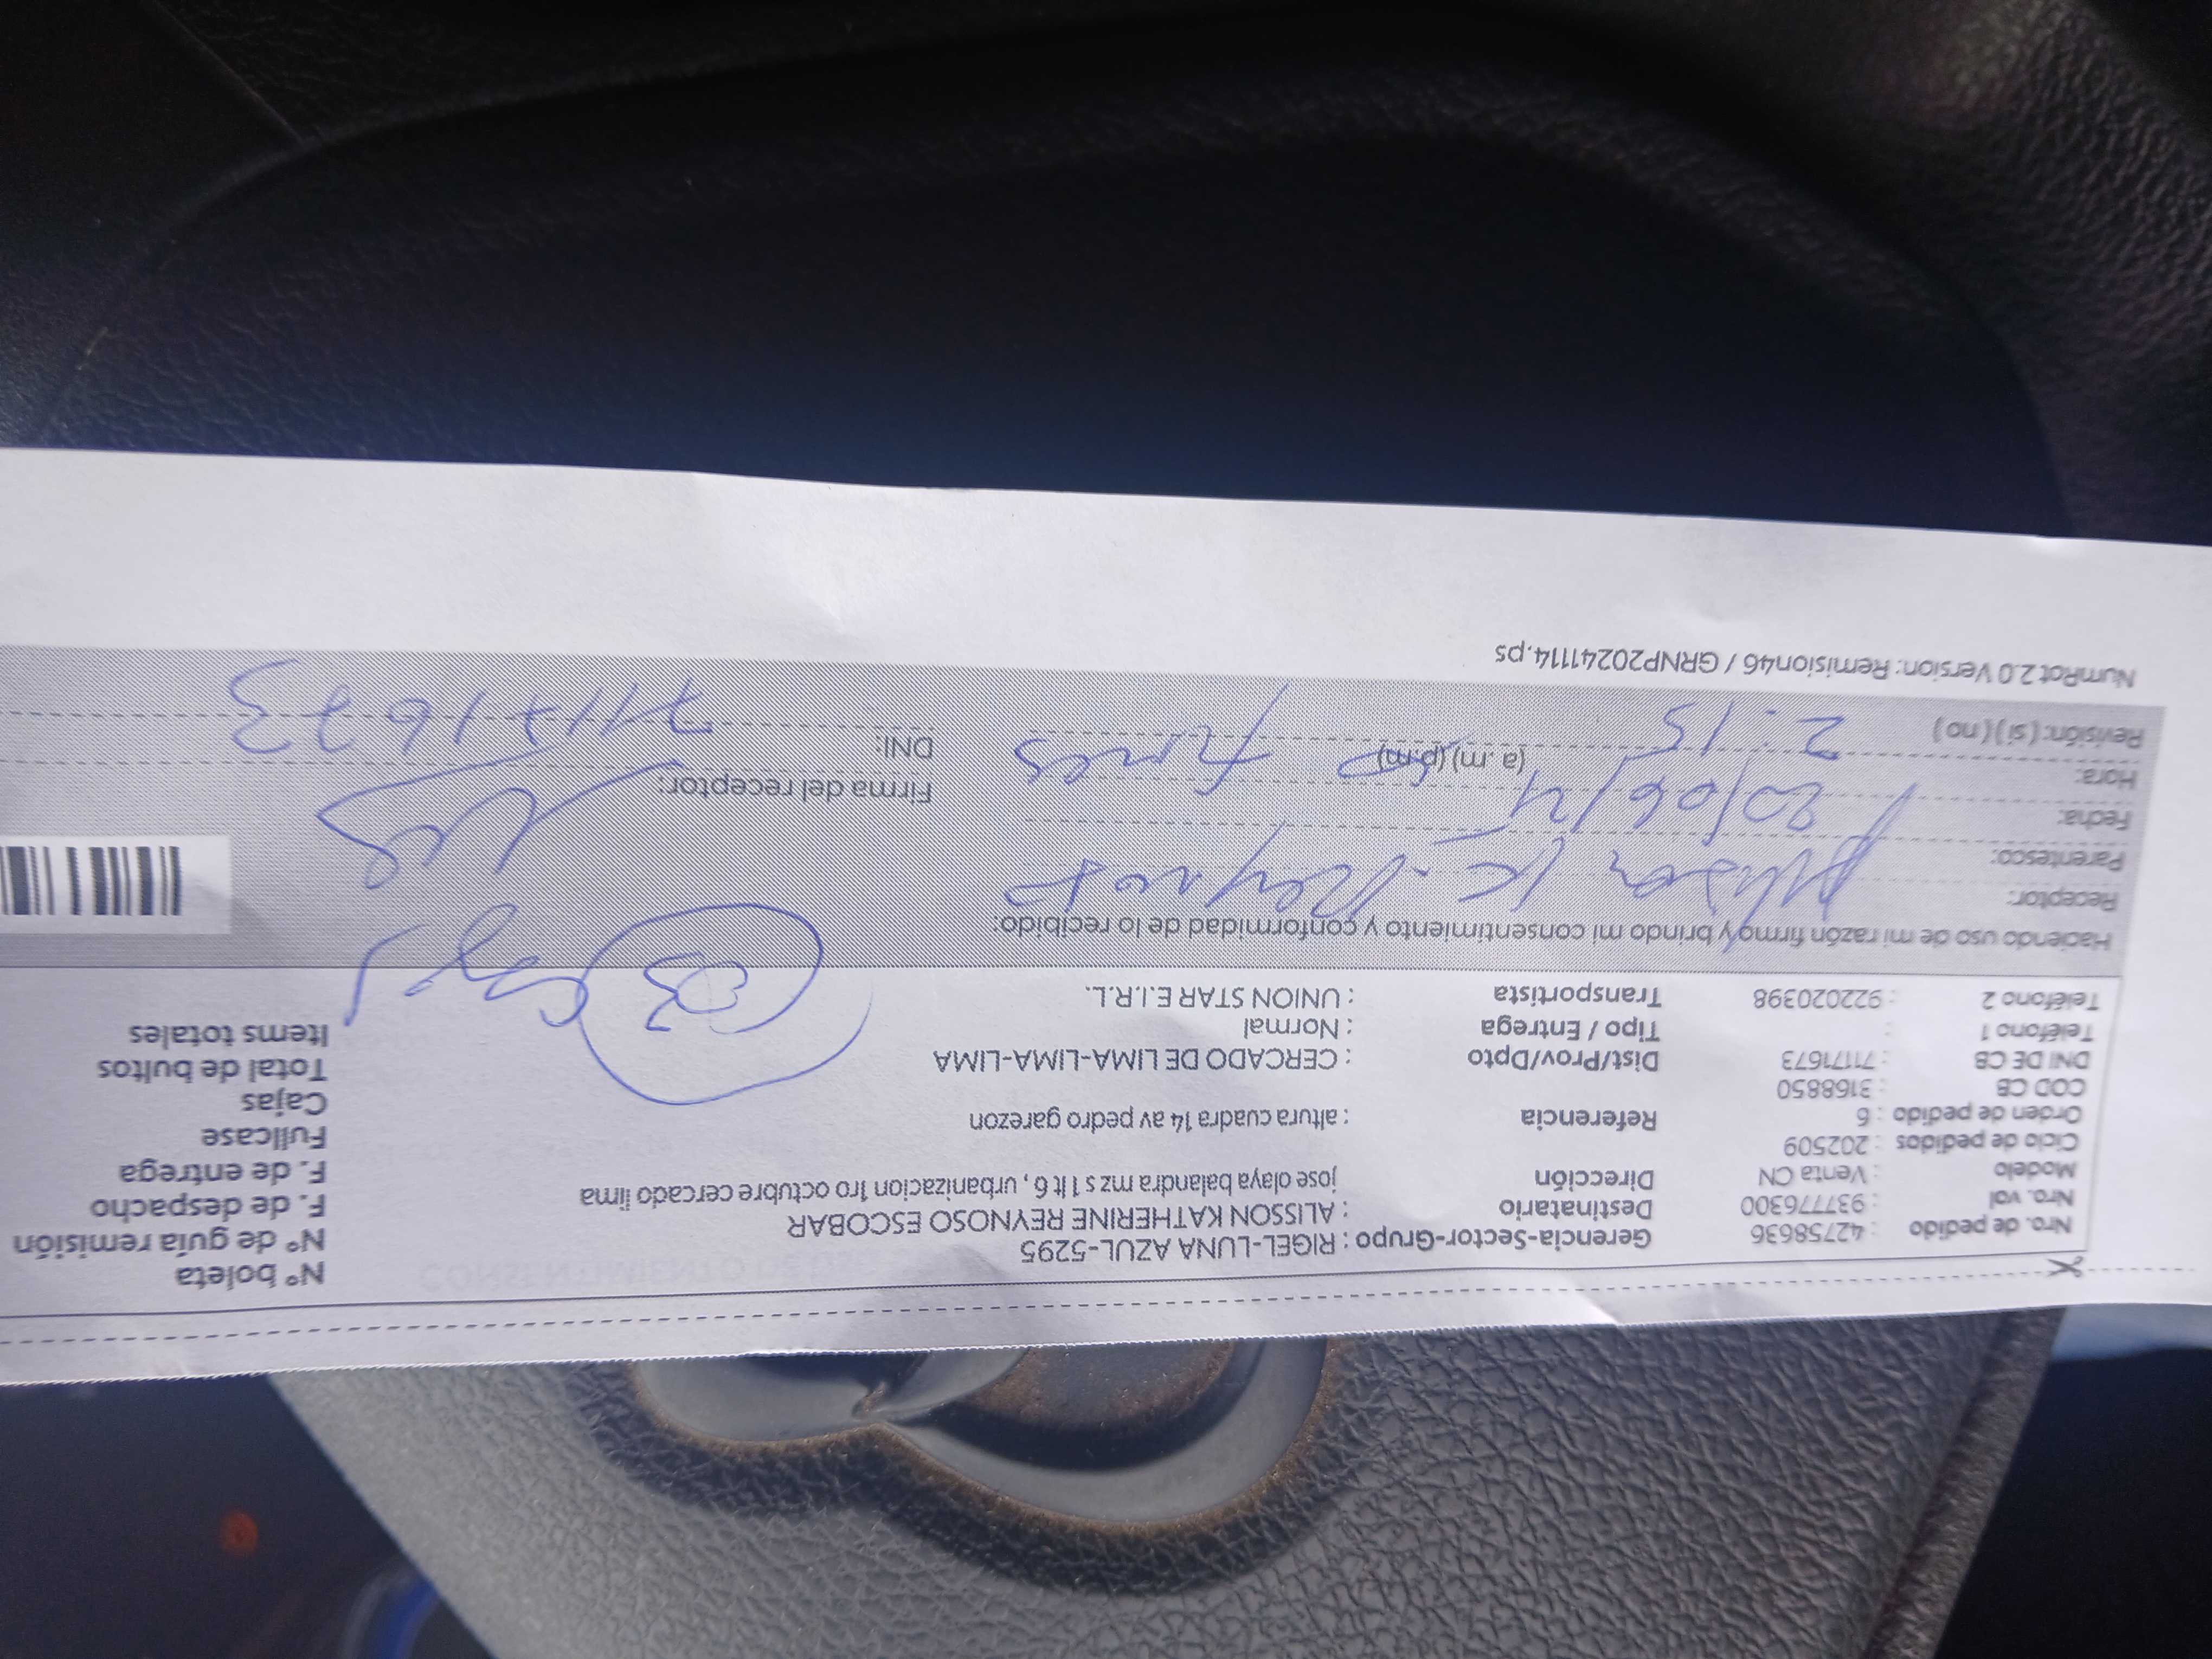 Nro. de pedido : 42758636 Gerencia-Sector-Grupo : RIGEL-LUNA AZUL-5295 N° boleta
Nro. val : 937776300 Destinatario : ALISSON KATHERINE REYNOSO ESCOBAR N° de guía remisión
Modelo : Venta CN Dirección jose olaya balandra mz s 1 lt 6 , urbanizacion 1ro octubre cercado lima F. de despacho
Ciclo de pedidos : 202509 F. de entrega
Orden de pedido : 6 Referencia : altura cuadra 14 av pedro garezon Fullcase
COD CB : 3168850 Cajas
DNI DE CB : 71171673 Dist/Prov/Dpto : CERCADO DE LIMA-LIMA-LIMA Total de bultos
Teléfono 1 : Tipo / Entrega : Normal Items totales
Teléfono 2 : 922020398 Transportista : UNION STAR E.I.R.L.
03
Haciendo uso de mi razón firmo y brindo mi consentimiento y conformidad de lo recibido:
Receptor: Alisson K. Reynoso
Parentesco:
Fecha: 20/06/
Hora: 2:15 (a.m) (p.m) Firma del receptor:
Revisión: (si) (no) DNI: 71171673
NumRot 2.0 Version: Remision46 / GRNP20241114.ps